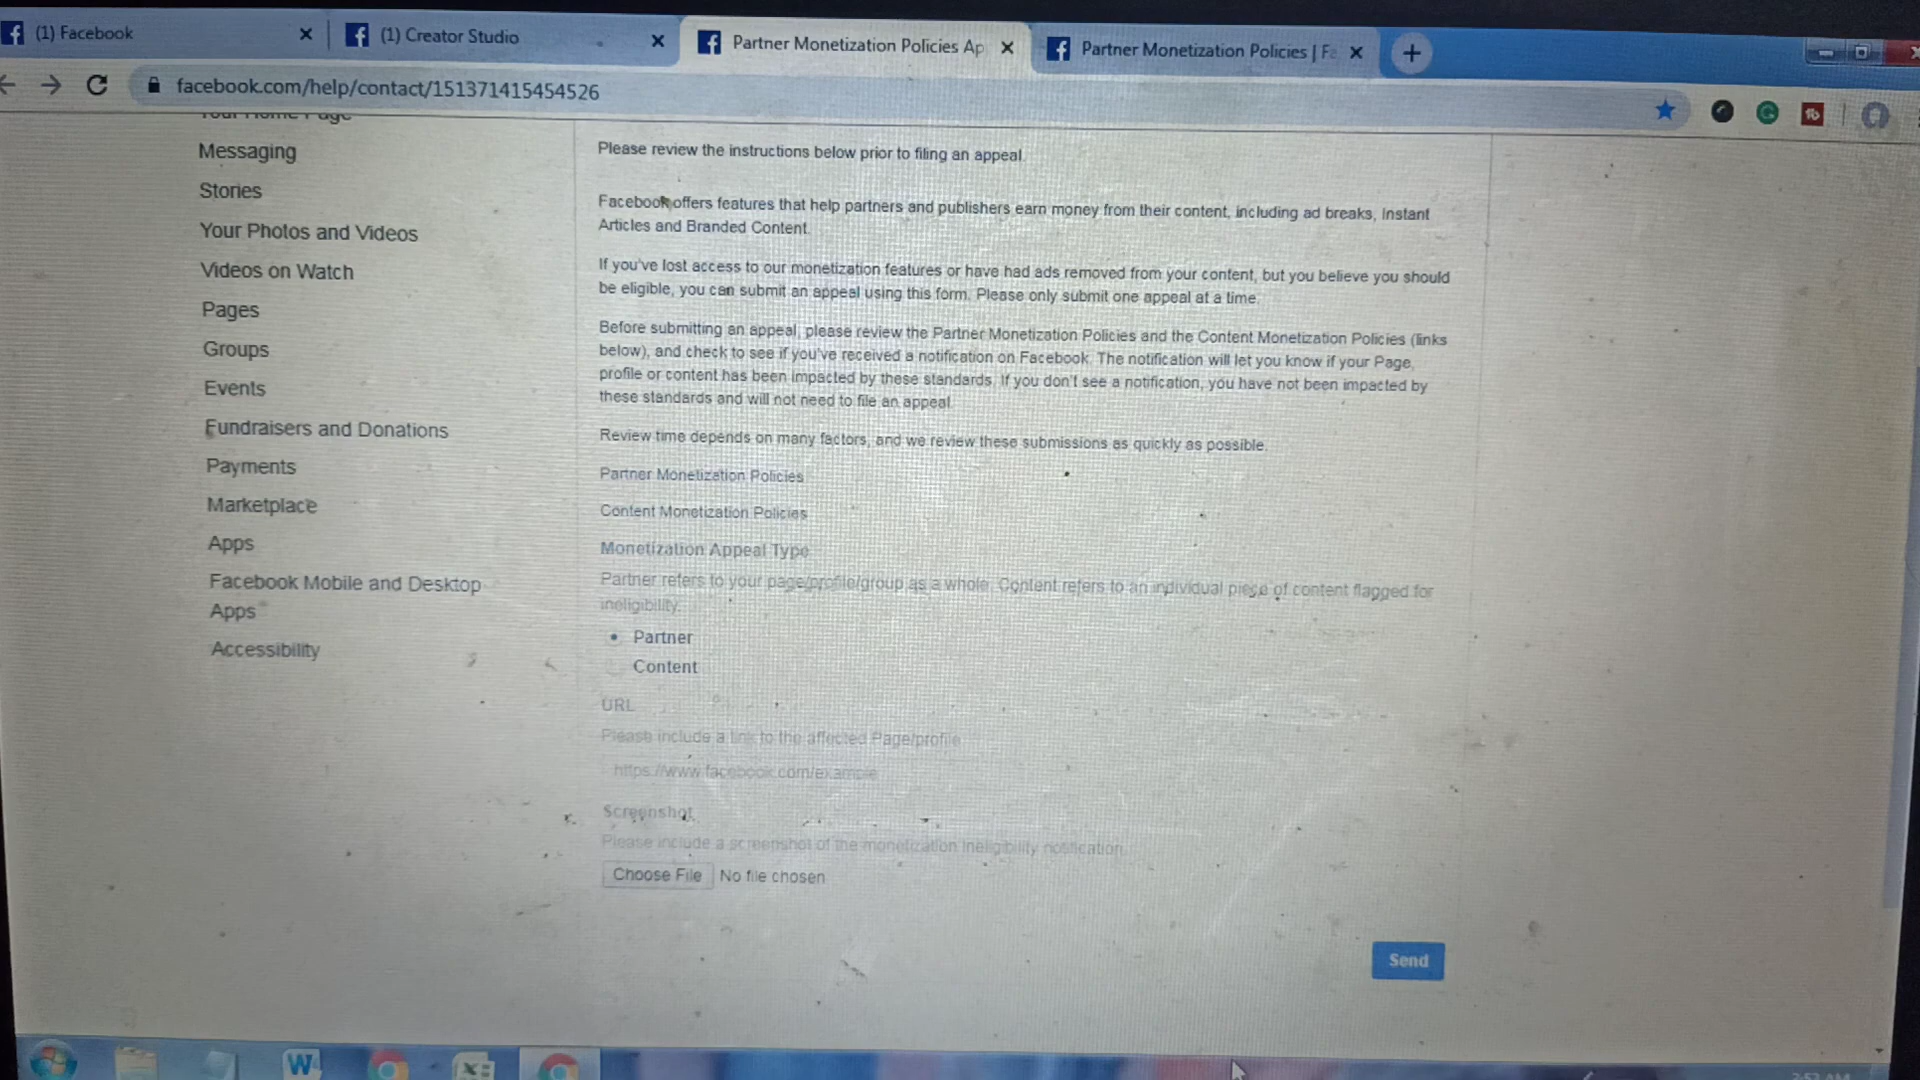 (1) Facebook
(1) Creator Studio
Partner Monetization Policies Ap
Partner Monetization Policies | Fa
facebook.com/help/contact/151371415454526
Your Home Page
Messaging
Stories
Your Photos and Videos
Videos on Watch
Pages
Groups
Events
Fundraisers and Donations
Payments
Marketplace
Apps
Facebook Mobile and Desktop
Apps
Accessibility
Please review the instructions below prior to filing an appeal.
Facebook offers features that help partners and publishers earn money from their content, including ad breaks, Instant
Articles and Branded Content.
If you've lost access to our monetization features or have had ads removed from your content, but you believe you should
be eligible, you can submit an appeal using this form. Please only submit one appeal at a time.
Before submitting an appeal, please review the Partner Monetization Policies and the Content Monetization Policies (links
below), and check to see if you've received a notification on Facebook. The notification will let you know if your Page,
profile or content has been impacted by these standards. If you don't see a notification, you have not been impacted by
these standards and will not need to file an appeal.
Review time depends on many factors, and we review these submissions as quickly as possible.
Partner Monetization Policies
Content Monetization Policies
Monetization Appeal Type
Partner refers to your page/profile/group as a whole. Content refers to an individual piece of content flagged for
ineligibility.
Partner
Content
URL
Please include a link to the affected Page/profile
https://www.facebook.com/example
Screenshot
Please include a screenshot of the monetization ineligibility notification.
Choose File No file chosen
Send